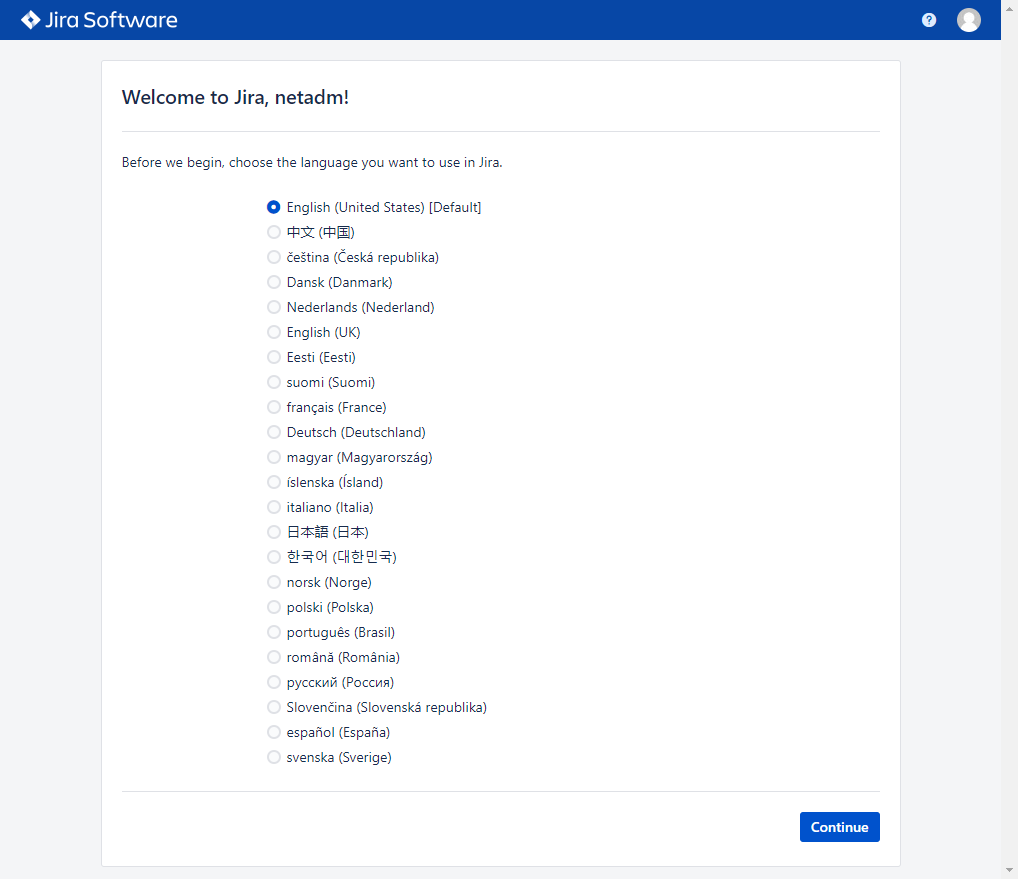 Jira Software
?
Welcome to Jira, netadm!
Before we begin, choose the language you want to use in Jira.
English (United States) [Default]
中文 (中国)
čeština (Česká republika)
Dansk (Danmark)
Nederlands (Nederland)
English (UK)
Eesti (Eesti)
suomi (Suomi)
français (France)
Deutsch (Deutschland)
magyar (Magyarország)
íslenska (Ísland)
italiano (Italia)
日本語 (日本)
한국어 (대한민국)
norsk (Norge)
polski (Polska)
português (Brasil)
română (România)
русский (Россия)
Slovenčina (Slovenská republika)
español (España)
svenska (Sverige)
Continue